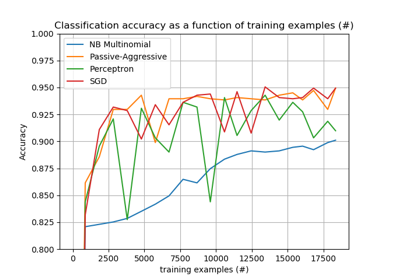 Classification accuracy as a function of training examples (#)
1.000
NB Multinomial
Passive-Aggressive
0.975
Perceptron
SGD
0.950
0.925
Accuracy
0.900
0.875
0.850
0.825
0.800
0 2500 5000 7500 10000 12500 15000 17500
training examples (#)